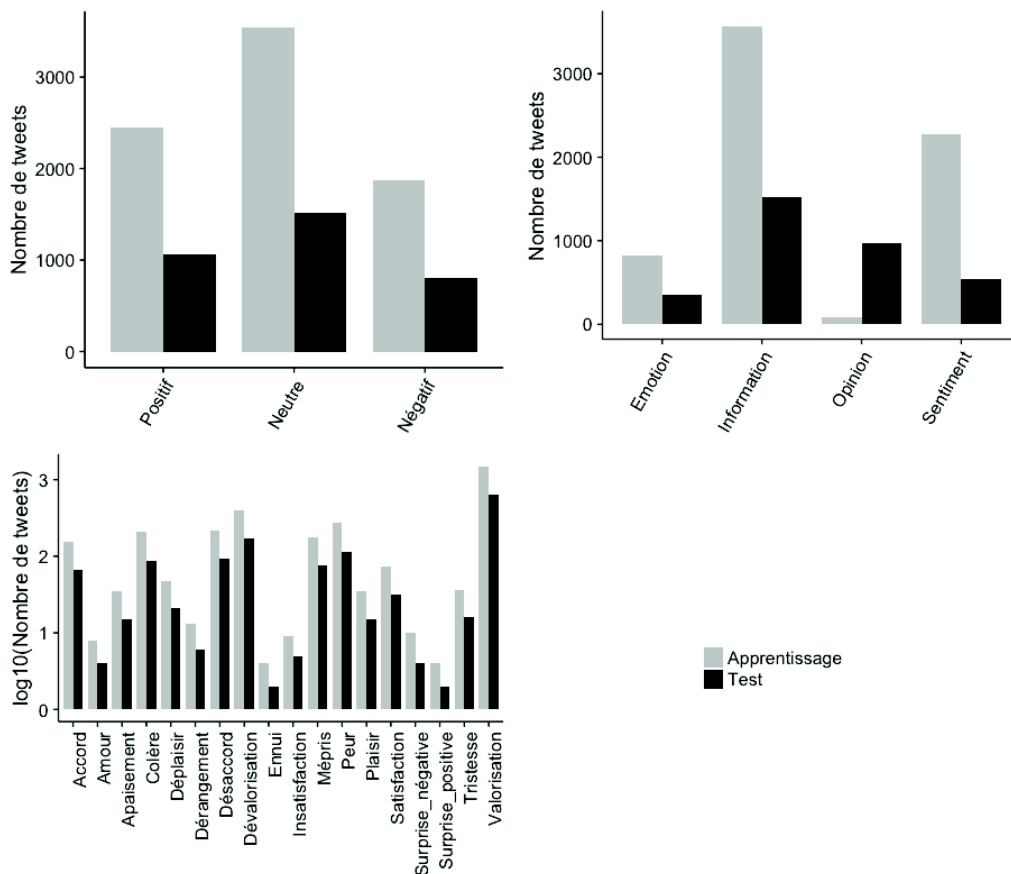 Nombre de tweets
3000
2000
1000
0
Positif
Neutre
Négatif
Nombre de tweets
3000
2000
1000
0
Emotion
Information
Opinion
Sentiment
log10(Nombre de tweets)
3
2
1
0
Accord
Amour
Apaisement
Colère
Déplaisir
Dérangement
Désaccord
Dévalorisation
Ennui
Insatisfaction
Mépris
Peur
Plaisir
Satisfaction
Surprise_négative
Surprise_positive
Tristesse
Valorisation
Apprentissage
Test